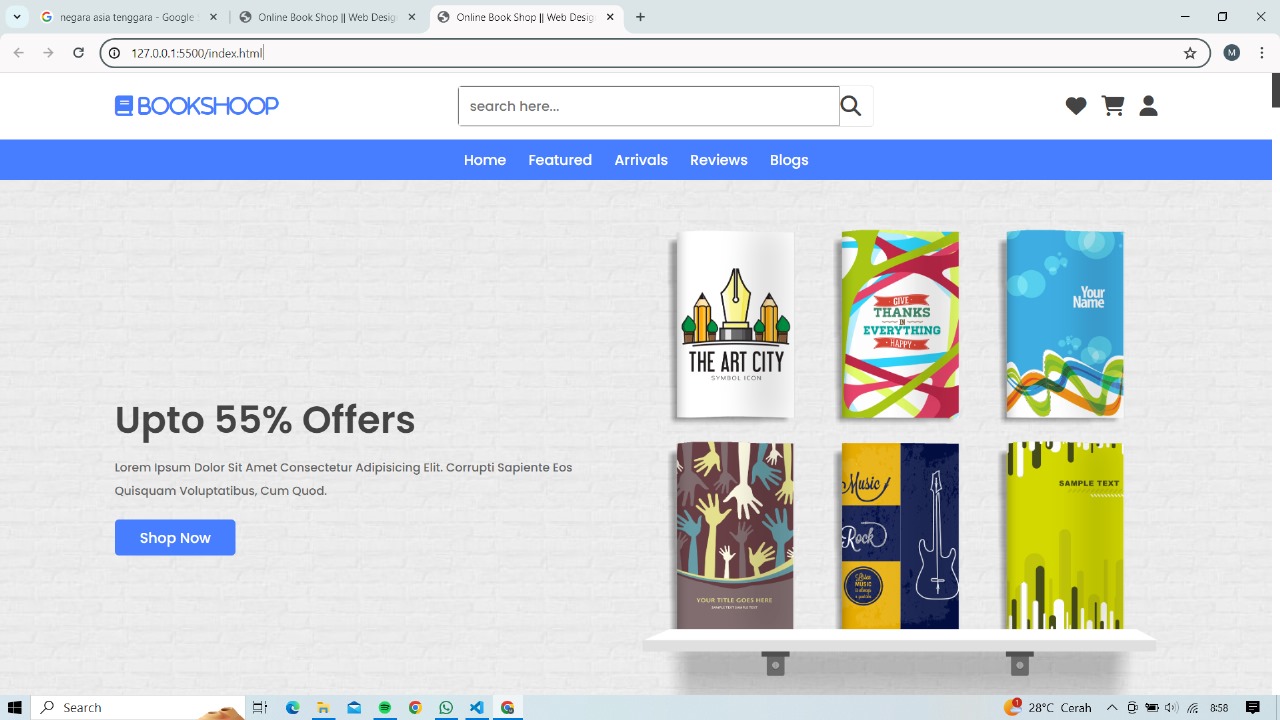 negara asia tenggara - Google
Online Book Shop || Web Desig
Online Book Shop || Web Desig
127.0.0.1:5500/index.html
M
BOOKSHOOP
search here...
Home Featured Arrivals Reviews Blogs
THE ART CITY
SYMBOL ICON
GIVE
THANKS
IN
EVERYTHING
HAPPY
Your
Name
Upto 55% Offers
Lorem Ipsum Dolor Sit Amet Consectetur Adipisicing Elit. Corrupti Sapiente Eos
Quisquam Voluptatibus, Cum Quod.
Shop Now
YOUR TITLE GOES HERE
Music
Rock
SAMPLE TEXT
Search
1
28°C Cerah
8:58